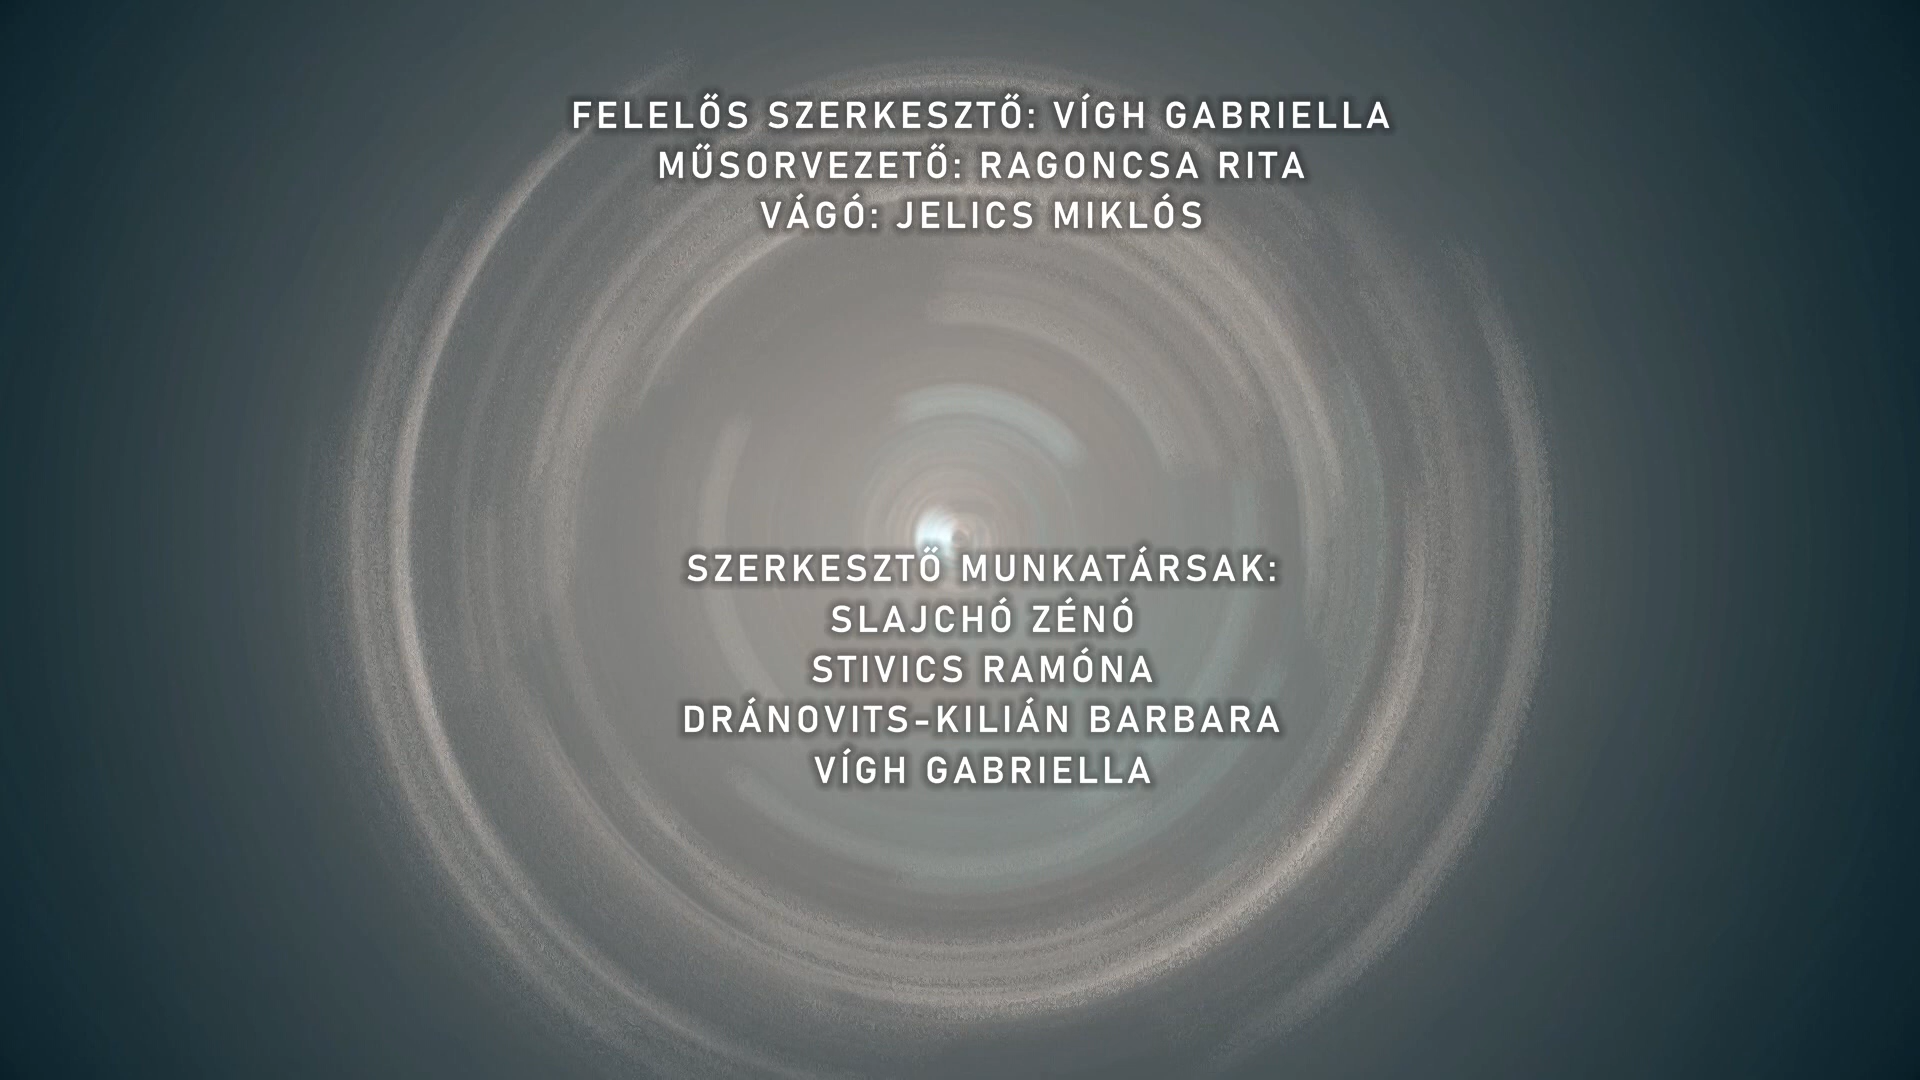 FELELŐS SZERKESZTŐ: VÍGH GABRIELLA
MŰSORVEZETŐ: RAGONCSA RITA
VÁGÓ: JELICS MIKLÓS
SZERKESZTŐ MUNKATÁRSAK:
SLAJCHÓ ZÉNÓ
STIVICS RAMÓNA
DRÁNOVITS-KILIÁN BARBARA
VÍGH GABRIELLA